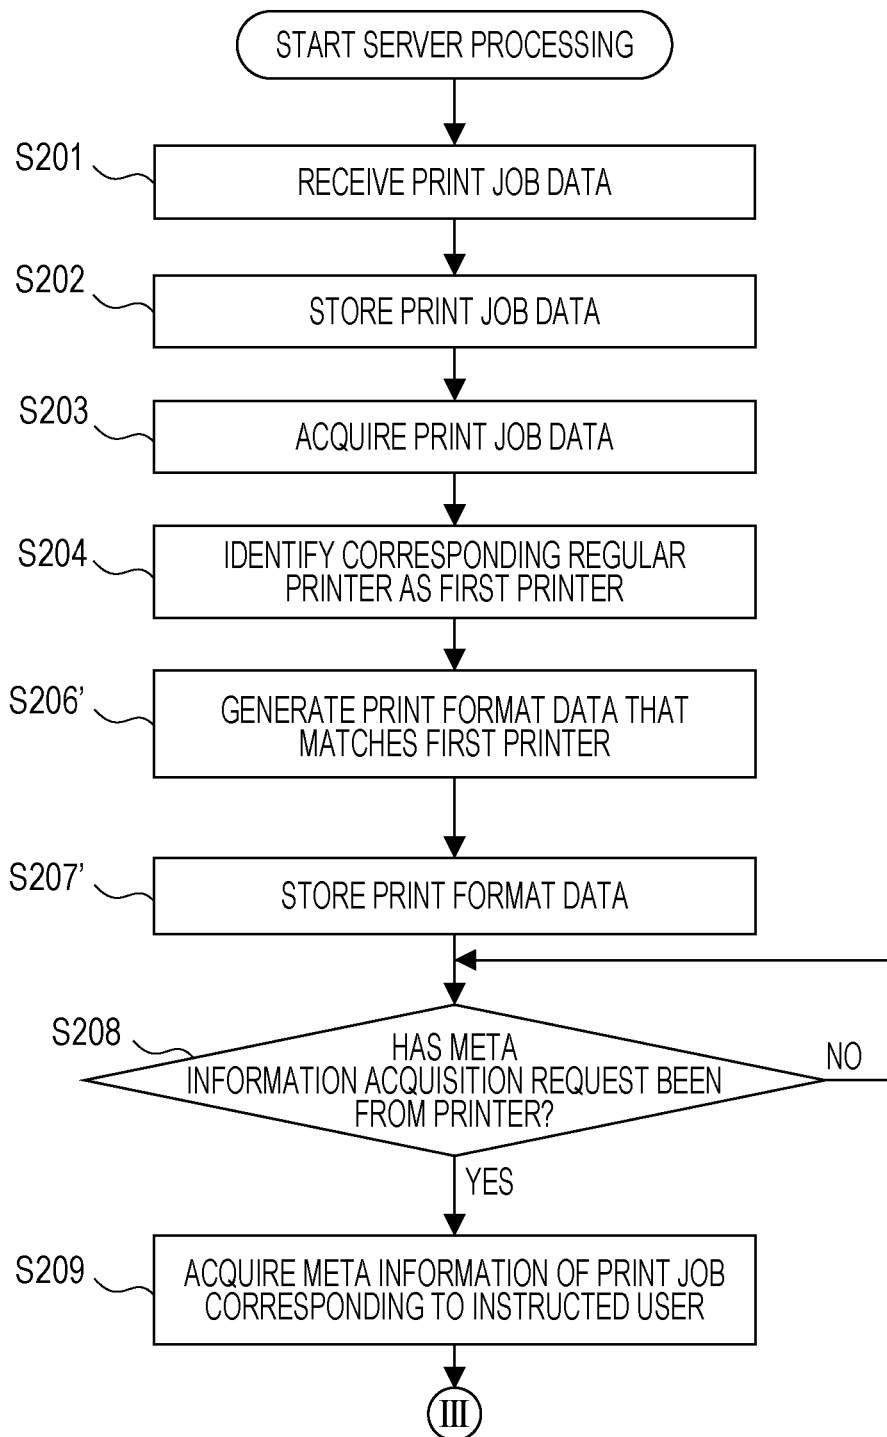 START SERVER PROCESSING
S201
RECEIVE PRINT JOB DATA
S202
STORE PRINT JOB DATA
S203
ACQUIRE PRINT JOB DATA
S204
IDENTIFY CORRESPONDING REGULAR
PRINTER AS FIRST PRINTER
S206’
GENERATE PRINT FORMAT DATA THAT
MATCHES FIRST PRINTER
S207’
STORE PRINT FORMAT DATA
S208
HAS META
INFORMATION ACQUISITION REQUEST BEEN
FROM PRINTER?
NO
YES
S209
ACQUIRE META INFORMATION OF PRINT JOB
CORRESPONDING TO INSTRUCTED USER
III